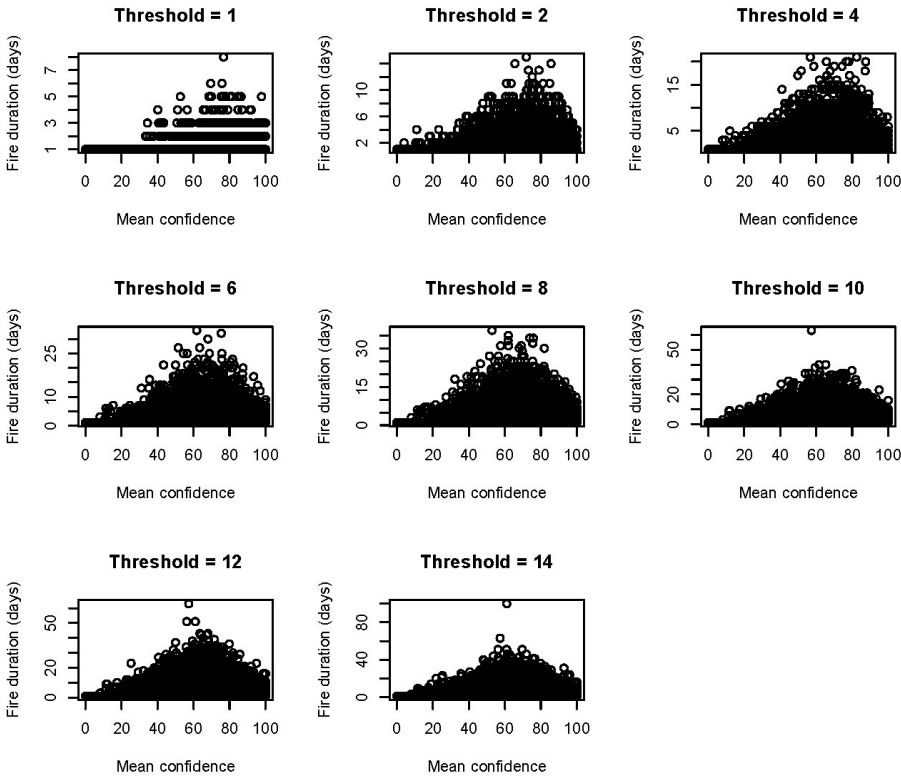 Threshold = 1
Fire duration (days)
7
5
3
1
0 20 40 60 80 100
Mean confidence
Threshold = 2
Fire duration (days)
10
6
2
0 20 40 60 80 100
Mean confidence
Threshold = 4
Fire duration (days)
15
5
0 20 40 60 80 100
Mean confidence
Threshold = 6
Fire duration (days)
25
10
0
0 20 40 60 80 100
Mean confidence
Threshold = 8
Fire duration (days)
30
15
0
0 20 40 60 80 100
Mean confidence
Threshold = 10
Fire duration (days)
50
20
0
0 20 40 60 80 100
Mean confidence
Threshold = 12
Fire duration (days)
50
20
0
0 20 40 60 80 100
Mean confidence
Threshold = 14
Fire duration (days)
80
40
0
0 20 40 60 80 100
Mean confidence